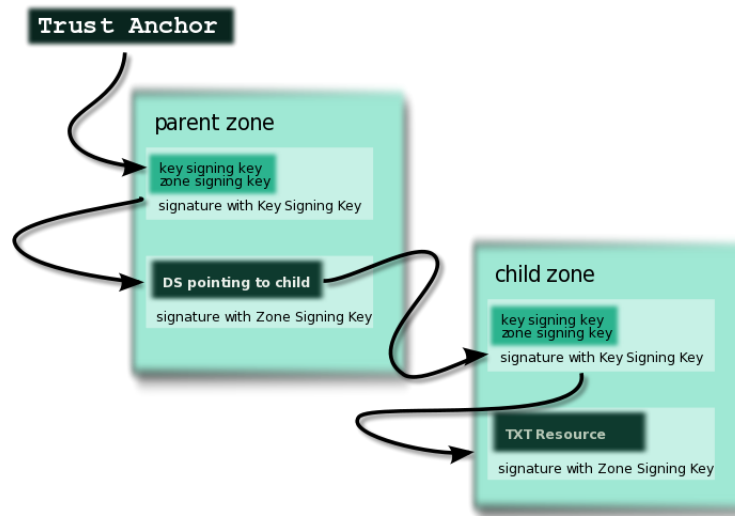 Trust Anchor
parent zone
key signing key
zone signing key
signature with Key Signing Key
DS pointing to child
signature with Zone Signing Key
child zone
key signing key
zone signing key
signature with Key Signing Key
TXT Resource
signature with Zone Signing Key